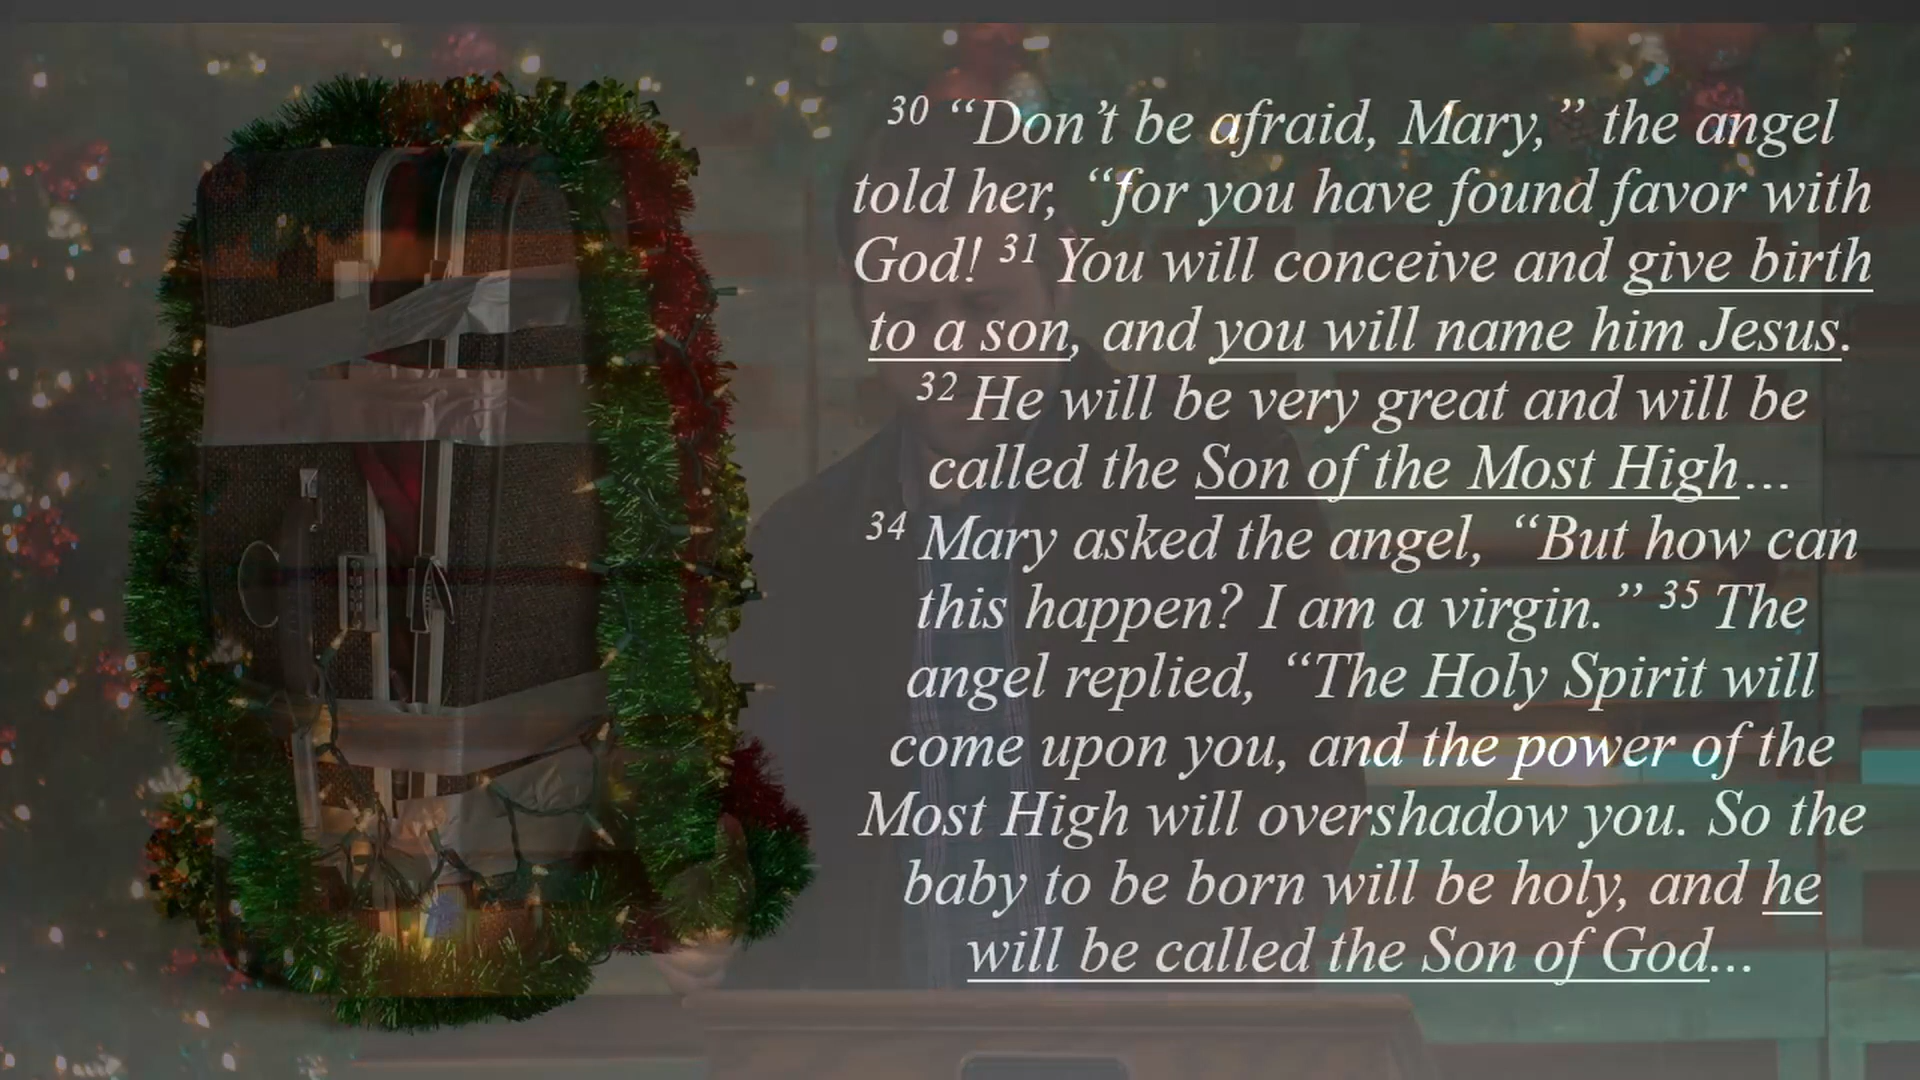 30 “Don’t be afraid, Mary,” the angel
told her, “for you have found favor with
God! 31 You will conceive and give birth
to a son, and you will name him Jesus.
32 He will be very great and will be
called the Son of the Most High...
34 Mary asked the angel, “But how can
this happen? I am a virgin.” 35 The
angel replied, “The Holy Spirit will
come upon you, and the power of the
Most High will overshadow you. So the
baby to be born will be holy, and he
will be called the Son of God...